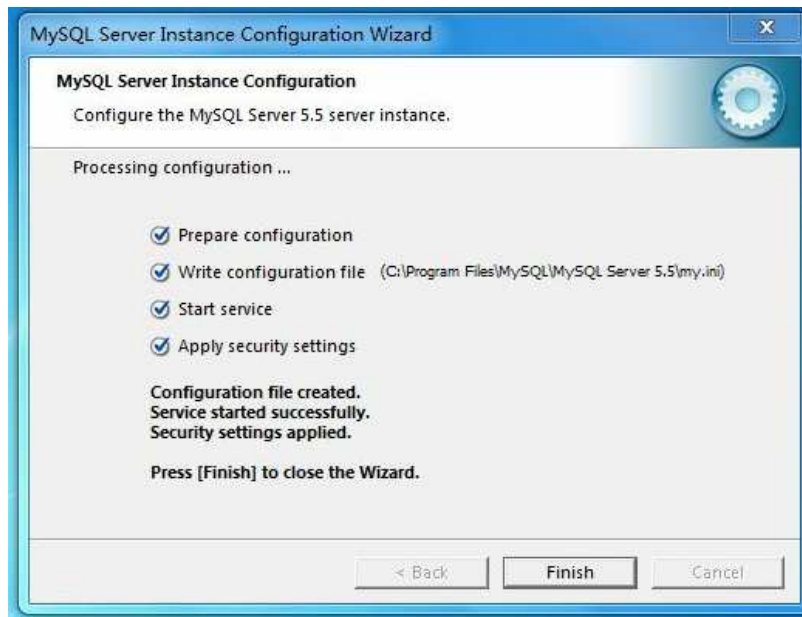 MySQL Server Instance Configuration Wizard
X
MySQL Server Instance Configuration
Configure the MySQL Server 5.5 server instance.
Processing configuration ...
Prepare configuration
Write configuration file (C:\Program Files\MySQL\MySQL Server 5.5\my.ini)
Start service
Apply security settings
Configuration file created.
Service started successfully.
Security settings applied.
Press [Finish] to close the Wizard.
< Back Finish Cancel